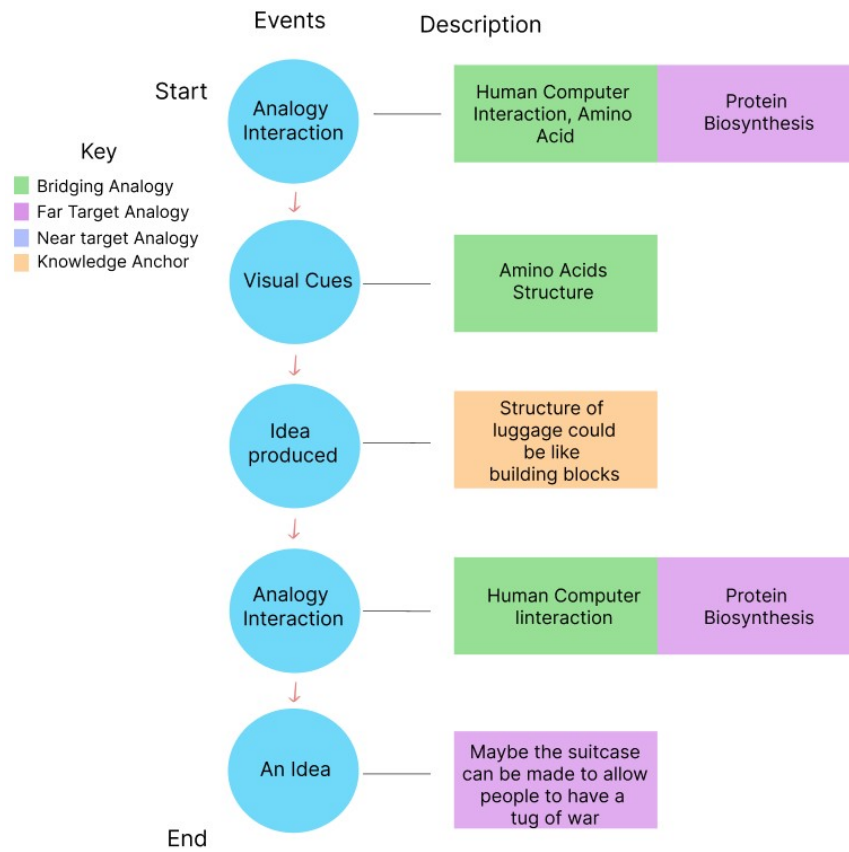 Events
Description
Start
Analogy
Interaction
Human Computer
Interaction, Amino
Acid
Protein
Biosynthesis
Key
Bridging Analogy
Far Target Analogy
Near target Analogy
Knowledge Anchor
Visual Cues
Amino Acids
Structure
Idea
produced
Structure of
luggage could
be like
building blocks
Analogy
Interaction
Human Computer
Iinteraction
Protein
Biosynthesis
An Idea
Maybe the suitcase
can be made to allow
people to have a
tug of war
End